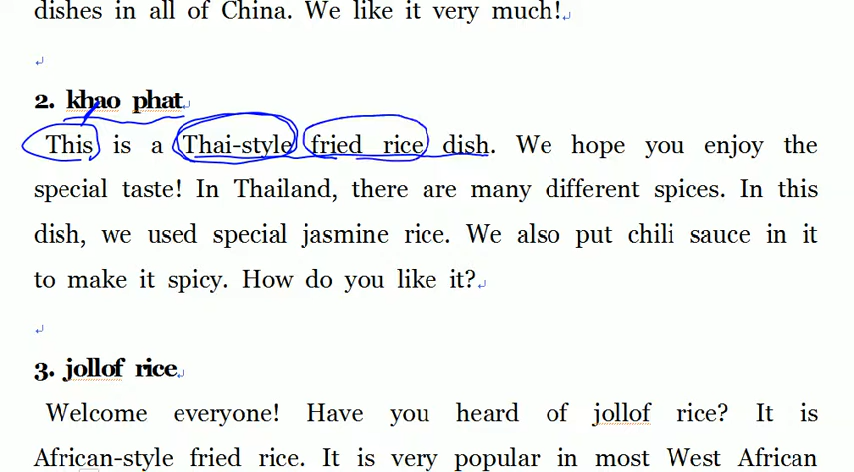 dishes in all of China. We like it very much!
2. khao phat
This is a Thai-style fried rice dish. We hope you enjoy the
special taste! In Thailand, there are many different spices. In this
dish, we used special jasmine rice. We also put chili sauce in it
to make it spicy. How do you like it?
3. jollof rice
Welcome everyone! Have you heard of jollof rice? It is
African-style fried rice. It is very popular in most West African